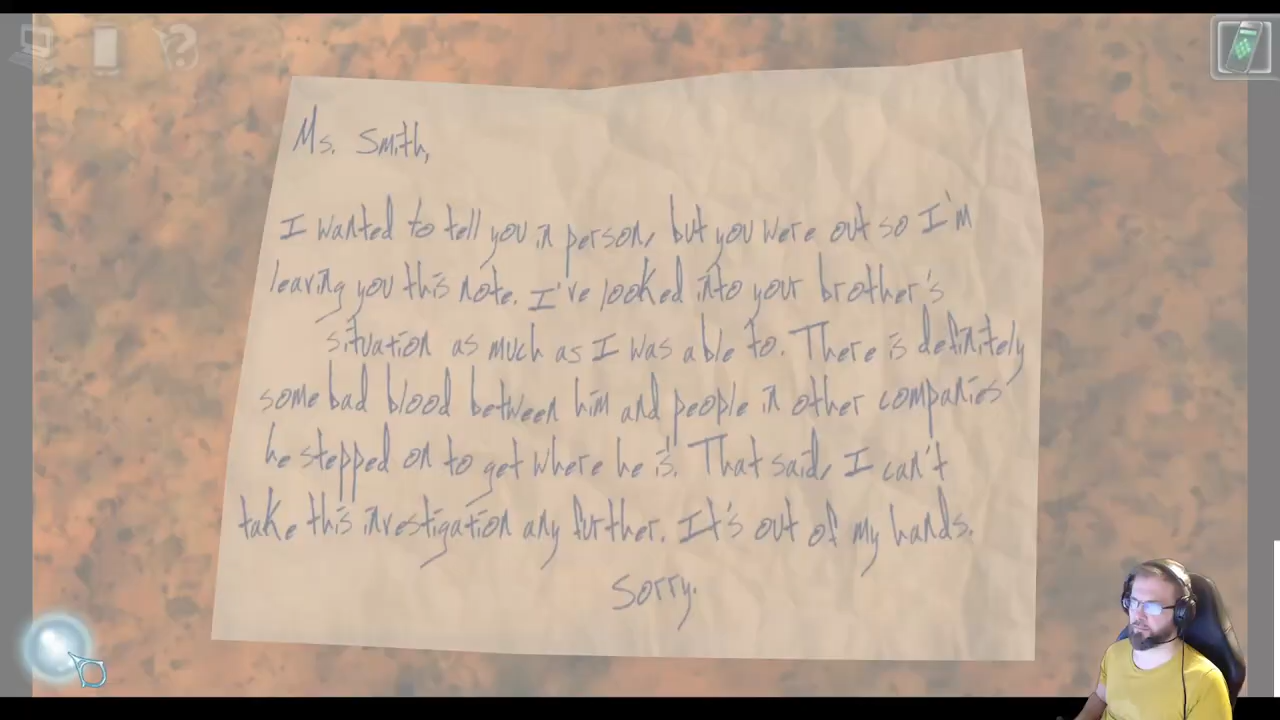 Ms. Smith,
I wanted to tell you in person, but you were out so I'm
leaving you this note. I've looked into your brother's
situation as much as I was able to. There is definitely
some bad blood between him and people in other companies
he stepped on to get where he is. That said, I can't
take this investigation any further. It's out of my hands.
Sorry.